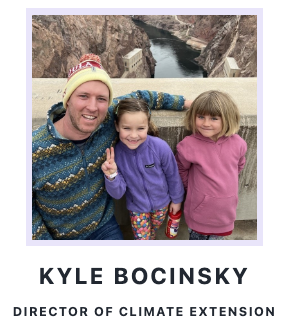 KYLE BOCINSKY
DIRECTOR OF CLIMATE EXTENSION